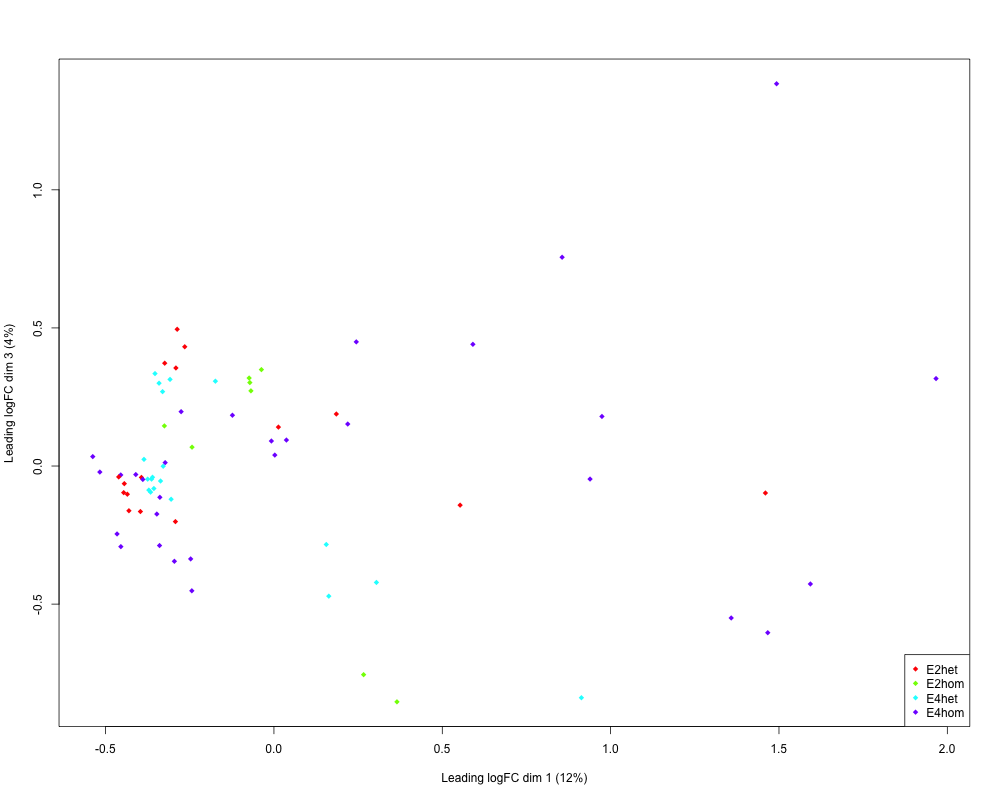 1.0
0.5
0.0
-0.5
Leading logFC dim 3 (4%)
E2het
E2hom
E4het
E4hom
-0.5 0.0 0.5 1.0 1.5 2.0
Leading logFC dim 1 (12%)